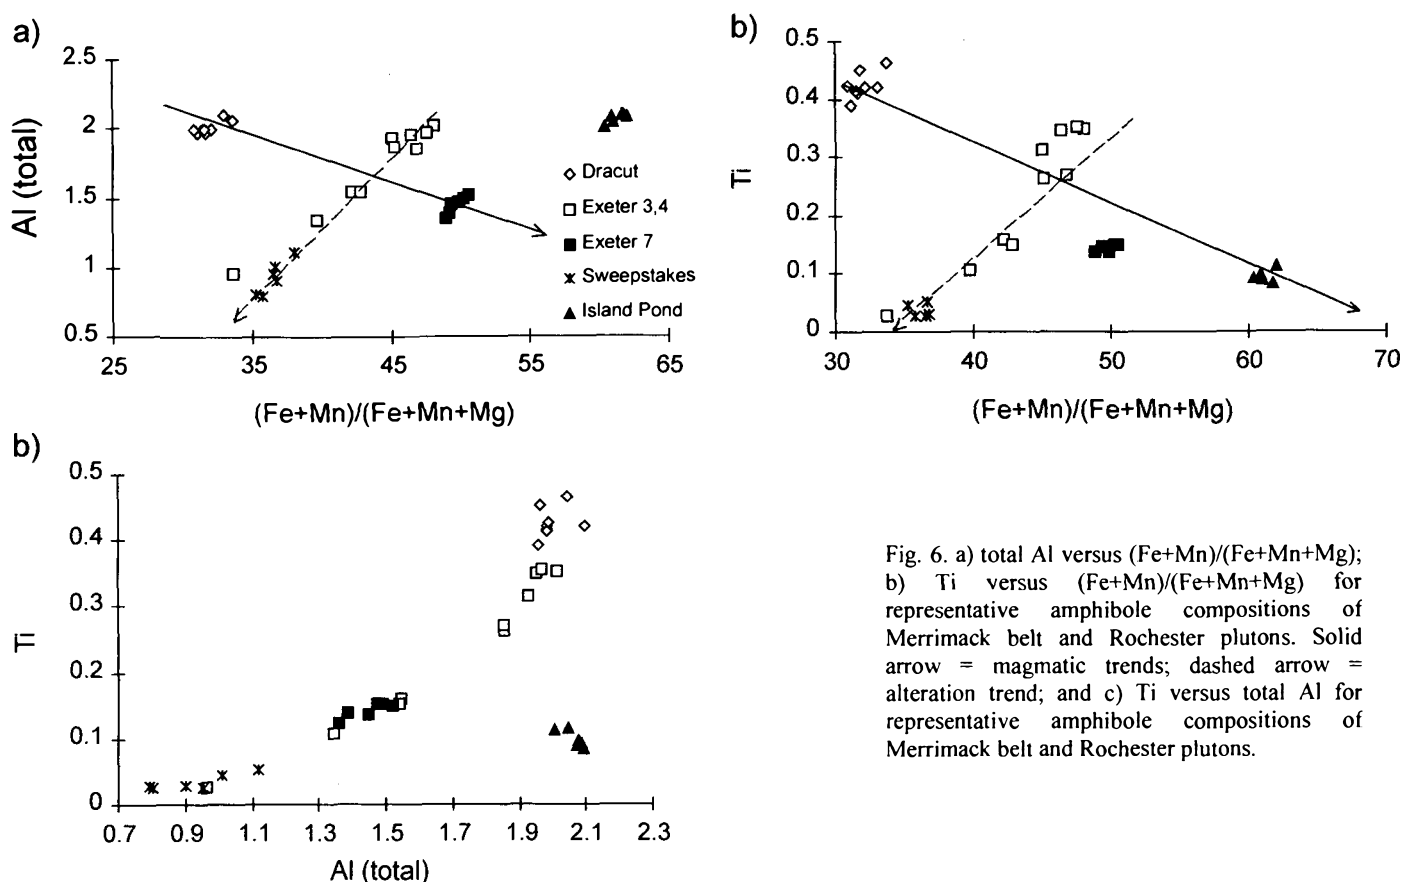 a)
2.5
2
1.5
1
0.5
Al (total)
25
35
45
55
65
(Fe+Mn)/(Fe+Mn+Mg)
Dracut
Exeter 3,4
Exeter 7
Sweepstakes
Island Pond
b)
0.5
0.4
0.3
0.2
0.1
0
Ti
30
40
50
60
70
(Fe+Mn)/(Fe+Mn+Mg)
b)
0.5
0.4
0.3
0.2
0.1
0
Ti
0.7
0.9
1.1
1.3
1.5
1.7
1.9
2.1
2.3
Al (total)
Fig. 6. a) total Al versus (Fe+Mn)/(Fe+Mn+Mg);
b) Ti versus (Fe+Mn)/(Fe+Mn+Mg) for
representative amphibole compositions of
Merrimack belt and Rochester plutons. Solid
arrow = magmatic trends; dashed arrow =
alteration trend; and c) Ti versus total Al for
representative amphibole compositions of
Merrimack belt and Rochester plutons.